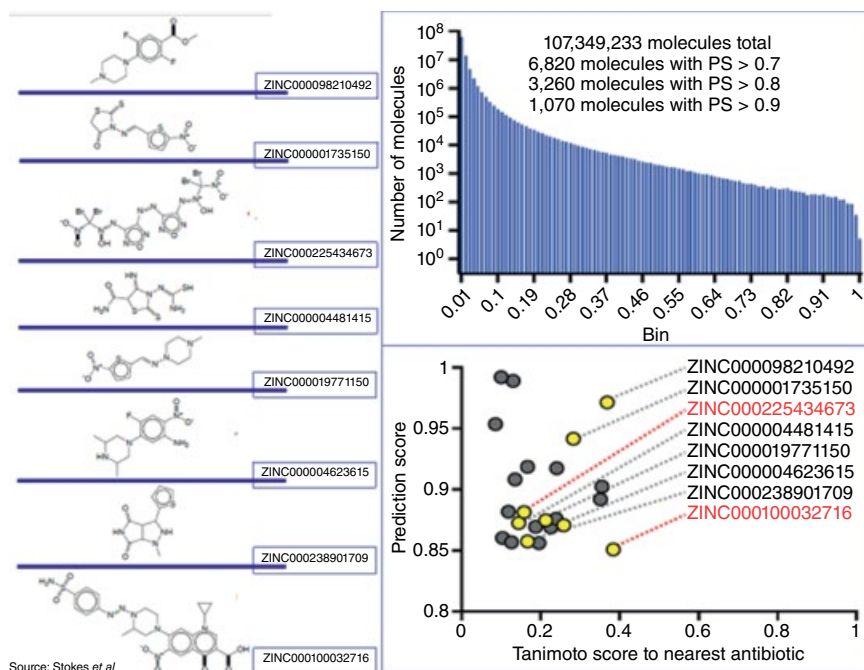 ZINC000098210492
ZINC000001735150
ZINC000225434673
ZINC000004481415
ZINC000019771150
ZINC000004623615
ZINC000238901709
ZINC000100032716
Source: Stokes et al
107,349,233 molecules total
6,820 molecules with PS > 0.7
3,260 molecules with PS > 0.8
1,070 molecules with PS > 0.9
Number of molecules
10⁸
10⁷
10⁶
10⁵
10⁴
10³
10²
10¹
10⁰
0.01 0.1 0.19 0.28 0.37 0.46 0.55 0.64 0.73 0.82 0.91 1
Bin
ZINC000098210492
ZINC000001735150
ZINC000225434673
ZINC000004481415
ZINC000019771150
ZINC000004623615
ZINC000238901709
ZINC000100032716
Prediction score
1
0.95
0.9
0.85
0.8
0 0.2 0.4 0.6 0.8 1
Tanimoto score to nearest antibiotic